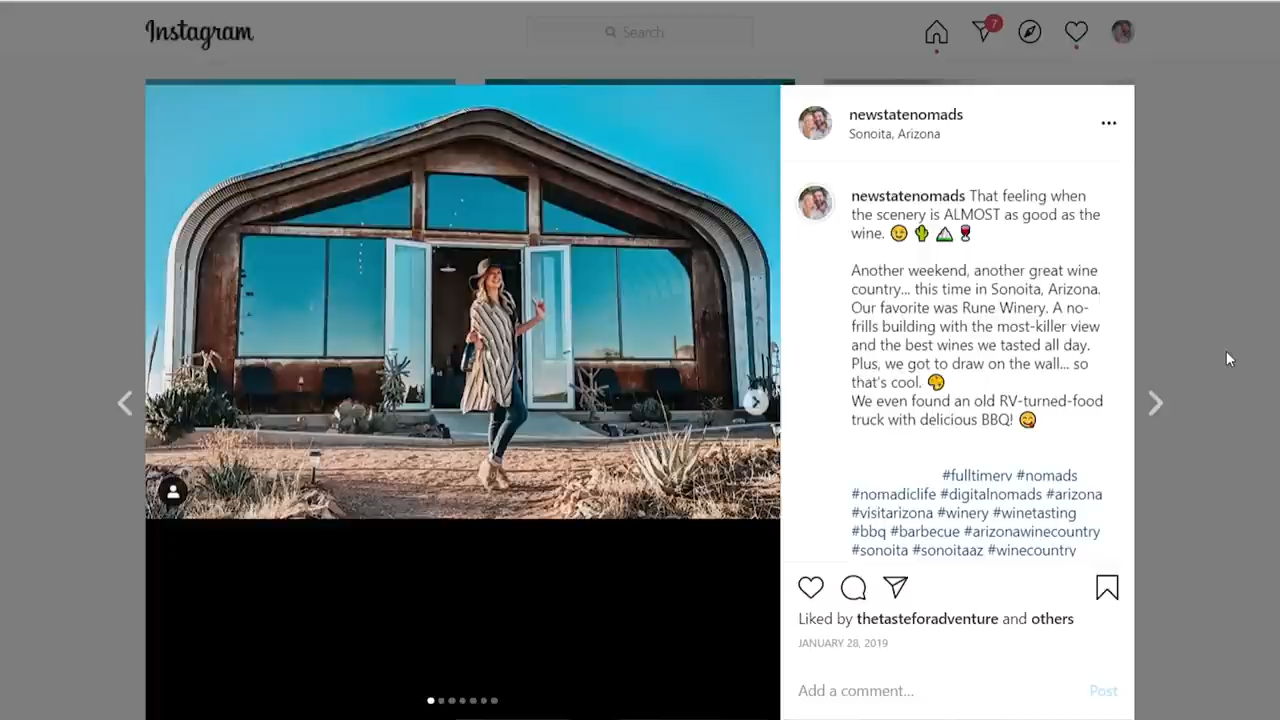 Instagram
Search
7
newstatenomads
Sonoita, Arizona
newstatenomads That feeling when
the scenery is ALMOST as good as the
wine. 😉 🌵 🏔 🍷
Another weekend, another great wine
country... this time in Sonoita, Arizona.
Our favorite was Rune Winery. A no-
frills building with the most-killer view
and the best wines we tasted all day.
Plus, we got to draw on the wall... so
that's cool. 🎨
We even found an old RV-turned-food
truck with delicious BBQ! 😋
#fulltimerv #nomads
#nomadiclife #digitalnomads #arizona
#visitarizona #winery #winetasting
#bbq #barbecue #arizonawinecountry
#sonoita #sonoitaaz #winecountry
Liked by thetasteforadventure and others
JANUARY 28, 2019
Add a comment...
Post